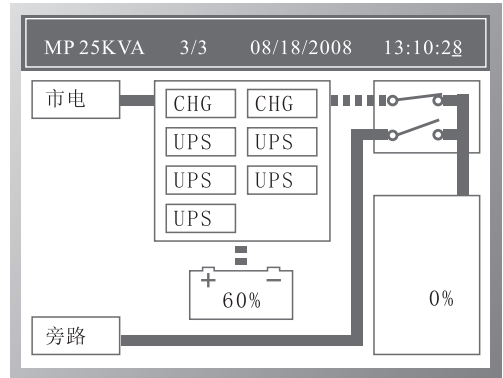 MP 25KVA 3/3 08/18/2008 13:10:28
市电
CHG CHG
UPS UPS
UPS UPS
UPS
+ −
60%
0%
旁路